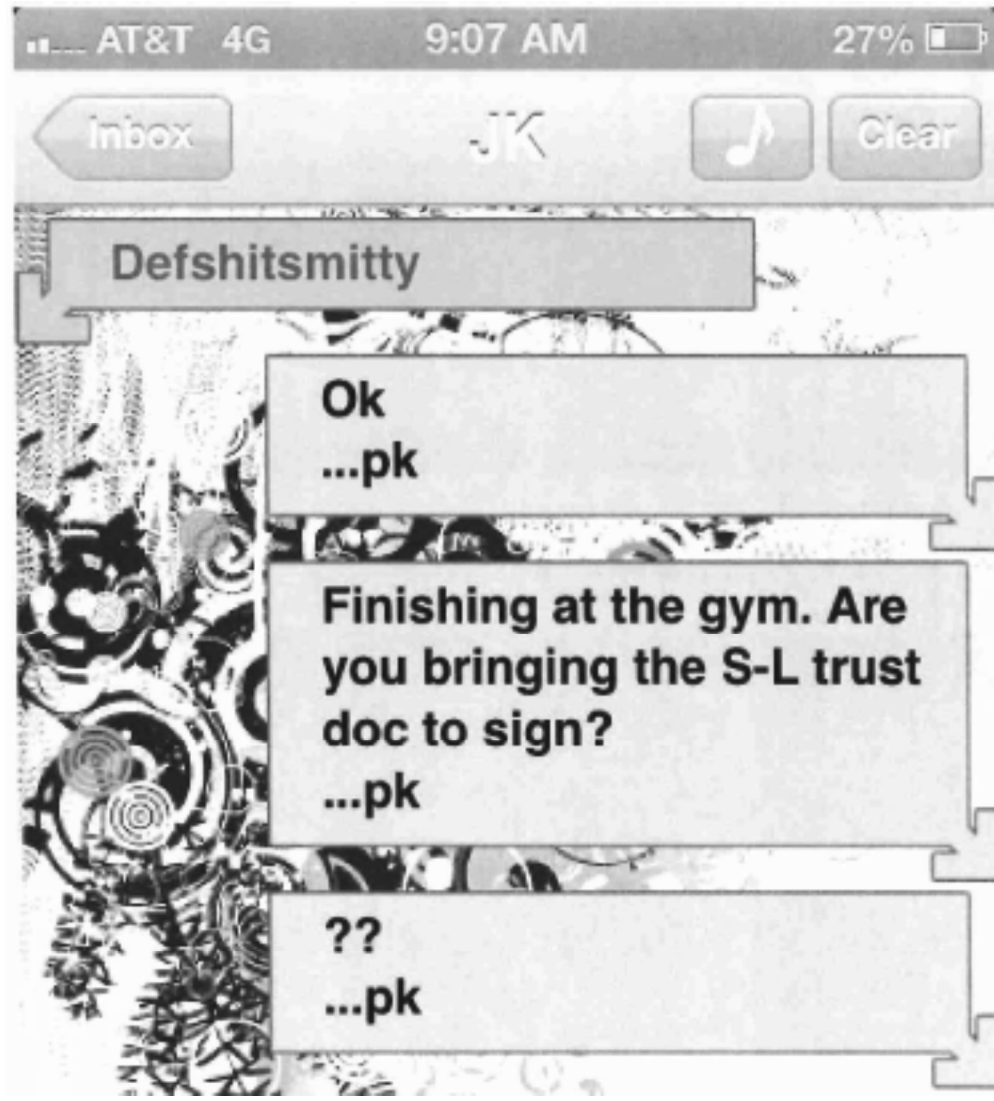 AT&T 4G 9:07 AM 27%
Inbox JK Clear
Defshitsmitty
Ok
...pk
Finishing at the gym. Are
you bringing the S-L trust
doc to sign?
...pk
??
...pk